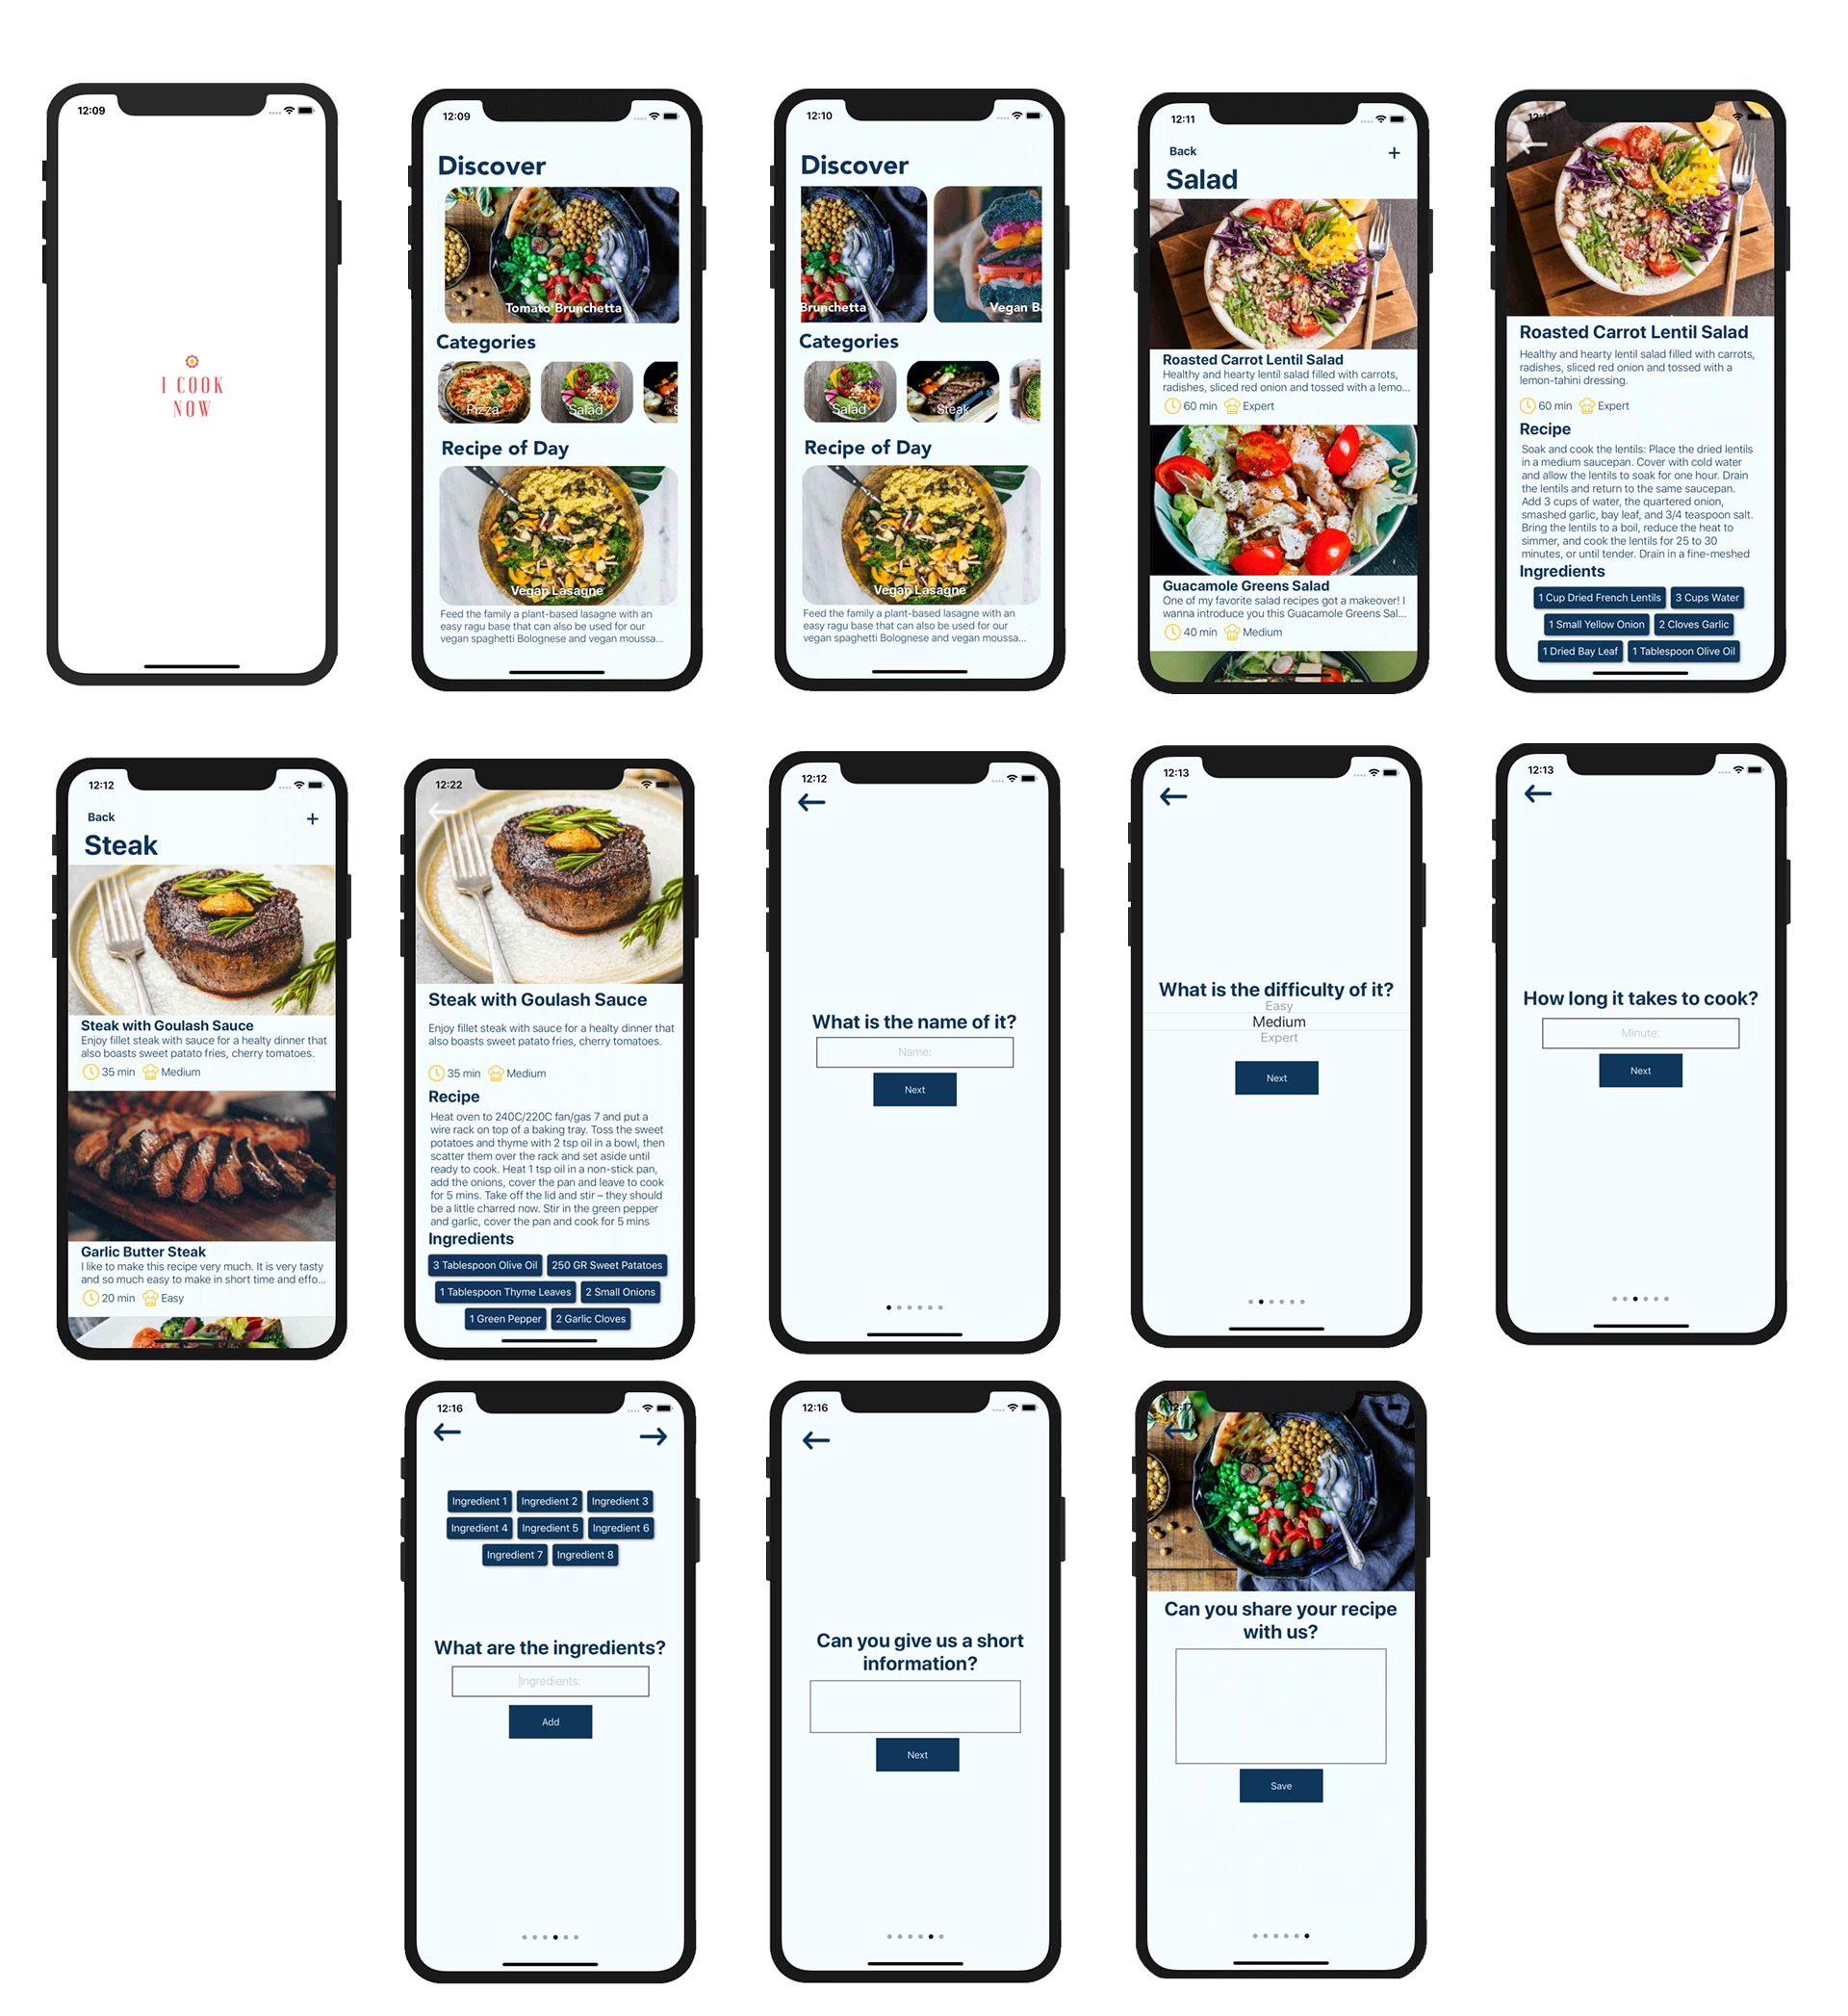 12:09
I COOK
NOW
12:09
Discover
Tomato Brunchetta
Categories
Pizza
Salad
S
Recipe of Day
Vegan Lasagne
Feed the family a plant-based lasagne with an
easy ragu base that can also be used for our
vegan spaghetti Bolognese and vegan moussa...
12:10
Discover
Brunchetta
Vegan Ba
Categories
Salad
Steak
Recipe of Day
Vegan Lasagne
Feed the family a plant-based lasagne with an
easy ragu base that can also be used for our
vegan spaghetti Bolognese and vegan moussa...
12:11
Back
+
Salad
Roasted Carrot Lentil Salad
Healthy and hearty lentil salad filled with carrots,
radishes, sliced red onion and tossed with a lemo...
60 min Expert
Guacamole Greens Salad
One of my favorite salad recipes got a makeover! I
wanna introduce you this Guacamole Greens Sal...
40 min Medium
12:11
Roasted Carrot Lentil Salad
Healthy and hearty lentil salad filled with carrots,
radishes, sliced red onion and tossed with a
lemon-tahini dressing.
60 min Expert
Recipe
Soak and cook the lentils: Place the dried lentils
in a medium saucepan. Cover with cold water
and allow the lentils to soak for one hour. Drain
the lentils and return to the same saucepan.
Add 3 cups of water, the quartered onion,
smashed garlic, bay leaf, and 3/4 teaspoon salt.
Bring the lentils to a boil, reduce the heat to
simmer, and cook the lentils for 25 to 30
minutes, or until tender. Drain in a fine-meshed
Ingredients
1 Cup Dried French Lentils 3 Cups Water
1 Small Yellow Onion 2 Cloves Garlic
1 Dried Bay Leaf 1 Tablespoon Olive Oil
12:12
Back
+
Steak
Steak with Goulash Sauce
Enjoy fillet steak with sauce for a healty dinner that
also boasts sweet patato fries, cherry tomatoes.
35 min Medium
Garlic Butter Steak
I like to make this recipe very much. It is very tasty
and so much easy to make in short time and effo...
20 min Easy
12:22
Steak with Goulash Sauce
Enjoy fillet steak with sauce for a healty dinner that
also boasts sweet patato fries, cherry tomatoes.
35 min Medium
Recipe
Heat oven to 240C/220C fan/gas 7 and put a
wire rack on top of a baking tray. Toss the sweet
potatoes and thyme with 2 tsp oil in a bowl, then
scatter them over the rack and set aside until
ready to cook. Heat 1 tsp oil in a non-stick pan,
add the onions, cover the pan and leave to cook
for 5 mins. Take off the lid and stir – they should
be a little charred now. Stir in the green pepper
and garlic, cover the pan and cook for 5 mins
Ingredients
3 Tablespoon Olive Oil 250 GR Sweet Patatoes
1 Tablespoon Thyme Leaves 2 Small Onions
1 Green Pepper 2 Garlic Cloves
12:12
What is the name of it?
Name:
Next
12:13
What is the difficulty of it?
Easy
Medium
Expert
Next
12:13
How long it takes to cook?
Minute:
Next
12:16
Ingredient 1 Ingredient 2 Ingredient 3
Ingredient 4 Ingredient 5 Ingredient 6
Ingredient 7 Ingredient 8
What are the ingredients?
Ingredients:
Add
12:16
Can you give us a short
information?
Next
12:17
Can you share your recipe
with us?
Save